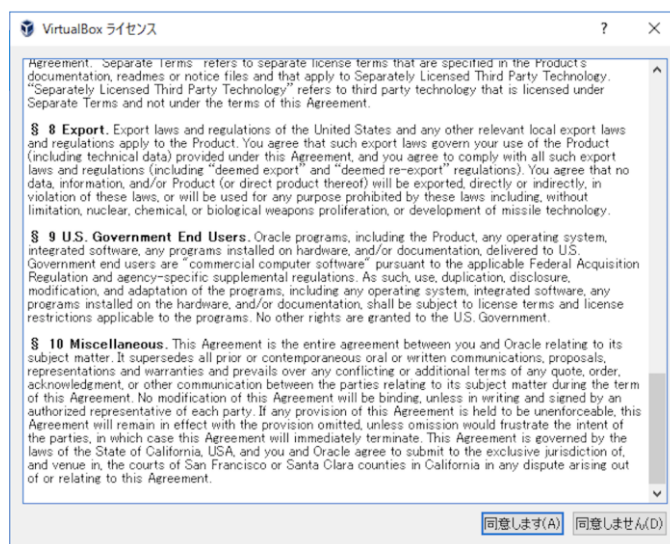 VirtualBox ライセンス
Agreement. "Separate Terms" refers to separate license terms that are specified in the Product's
documentation, readmes or notice files and that apply to Separately Licensed Third Party Technology.
"Separately Licensed Third Party Technology" refers to third party technology that is licensed under
Separate Terms and not under the terms of this Agreement.
§ 8 Export. Export laws and regulations of the United States and any other relevant local export laws
and regulations apply to the Product. You agree that such export laws govern your use of the Product
(including technical data) provided under this Agreement, and you agree to comply with all such export
laws and regulations (including "deemed export" and "deemed re-export" regulations). You agree that no
data, information, and/or Product (or direct product thereof) will be exported, directly or indirectly, in
violation of these laws, or will be used for any purpose prohibited by these laws including, without
limitation, nuclear, chemical, or biological weapons proliferation, or development of missile technology.
§ 9 U.S. Government End Users. Oracle programs, including the Product, any operating system,
integrated software, any programs installed on hardware, and/or documentation, delivered to U.S.
Government end users are "commercial computer software" pursuant to the applicable Federal Acquisition
Regulation and agency-specific supplemental regulations. As such, use, duplication, disclosure,
modification, and adaptation of the programs, including any operating system, integrated software, any
programs installed on the hardware, and/or documentation, shall be subject to license terms and license
restrictions applicable to the programs. No other rights are granted to the U.S. Government.
§ 10 Miscellaneous. This Agreement is the entire agreement between you and Oracle relating to its
subject matter. It supersedes all prior or contemporaneous oral or written communications, proposals,
representations and warranties and prevails over any conflicting or additional terms of any quote, order,
acknowledgment, or other communication between the parties relating to its subject matter during the term
of this Agreement. No modification of this Agreement will be binding, unless in writing and signed by an
authorized representative of each party. If any provision of this Agreement is held to be unenforceable, this
Agreement will remain in effect with the provision omitted, unless omission would frustrate the intent of
the parties, in which case this Agreement will immediately terminate. This Agreement is governed by the
laws of the State of California, USA, and you and Oracle agree to submit to the exclusive jurisdiction of,
and venue in, the courts of San Francisco or Santa Clara counties in California in any dispute arising out
of or relating to this Agreement.
同意します(A) 同意しません(D)